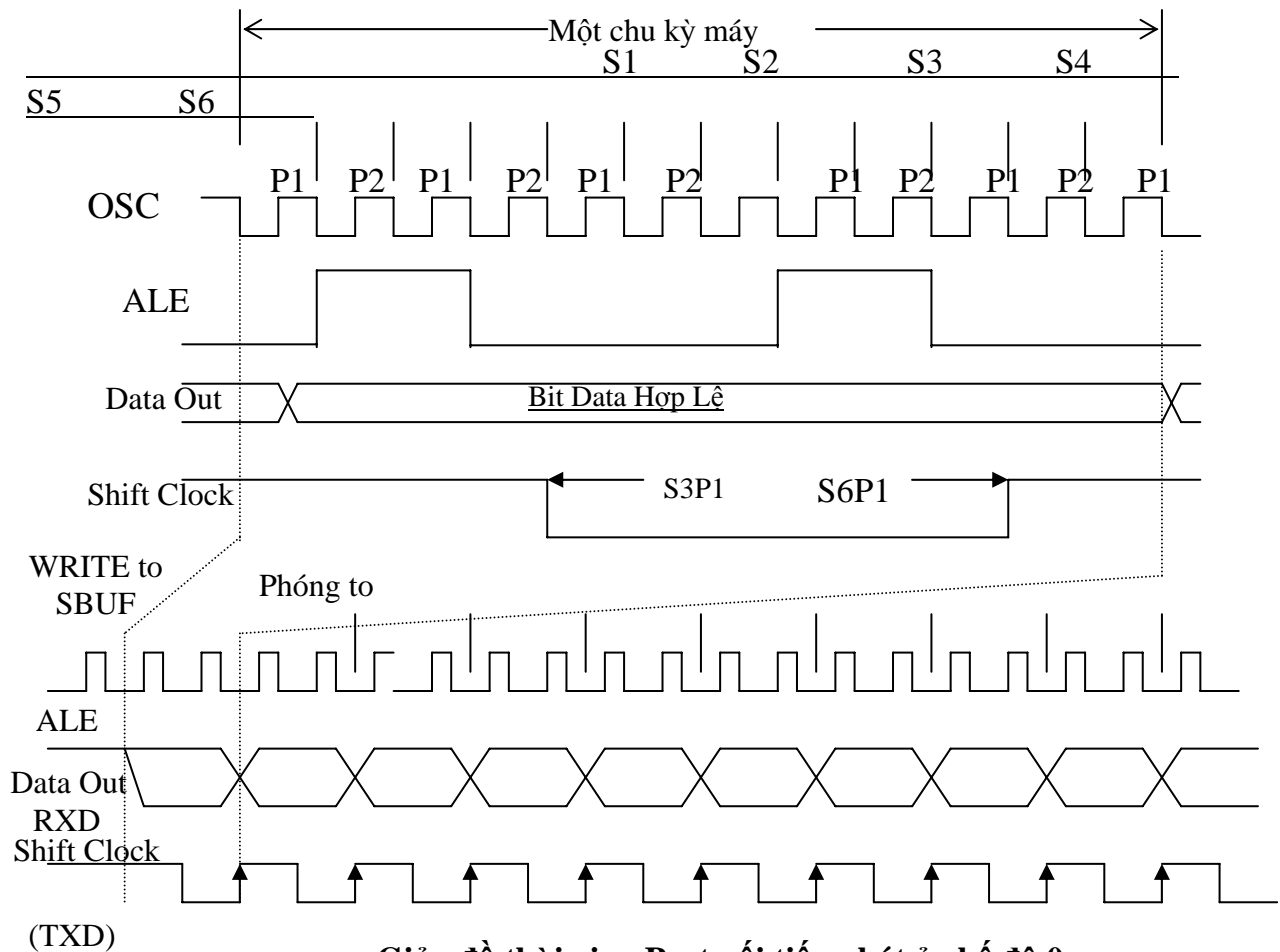 Một chu kỳ máy
S1 S2 S3 S4
S5 S6
P1 P2 P1 P2 P1 P2 P1 P2 P1 P2 P1
OSC
ALE
Data Out
Bit Data Hợp Lệ
Shift Clock
S3P1 S6P1
WRITE to
SBUF
Phóng to
ALE
Data Out
RXD
Shift Clock
(TXD)